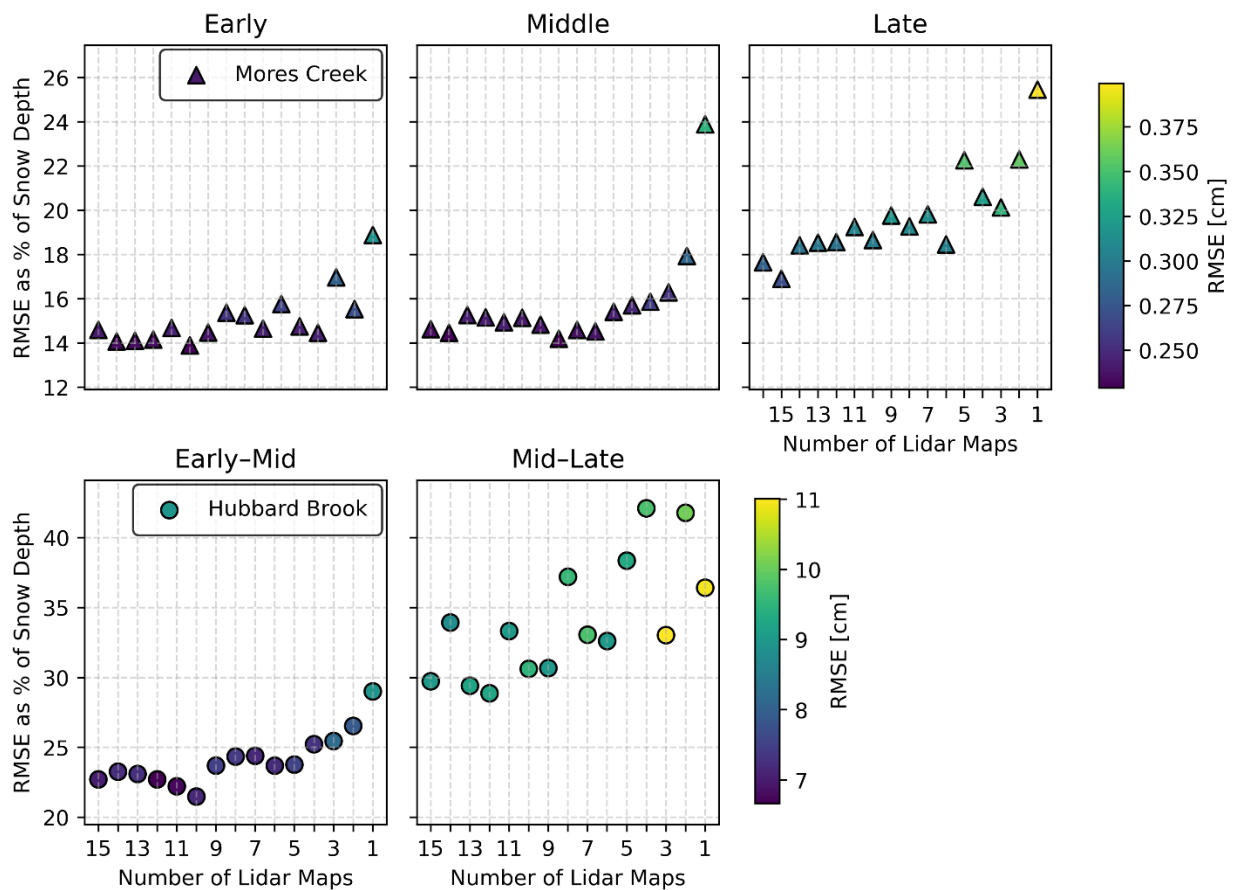 Early
Middle
Late
RMSE as % of Snow Depth
26
24
22
20
18
16
14
12
Mores Creek
15 13 11 9 7 5 3 1
Number of Lidar Maps
0.375
0.350
0.325
0.300
0.275
0.250
RMSE [cm]
Early–Mid
Mid–Late
RMSE as % of Snow Depth
40
35
30
25
20
Hubbard Brook
15 13 11 9 7 5 3 1
Number of Lidar Maps
15 13 11 9 7 5 3 1
Number of Lidar Maps
11
10
9
8
7
RMSE [cm]